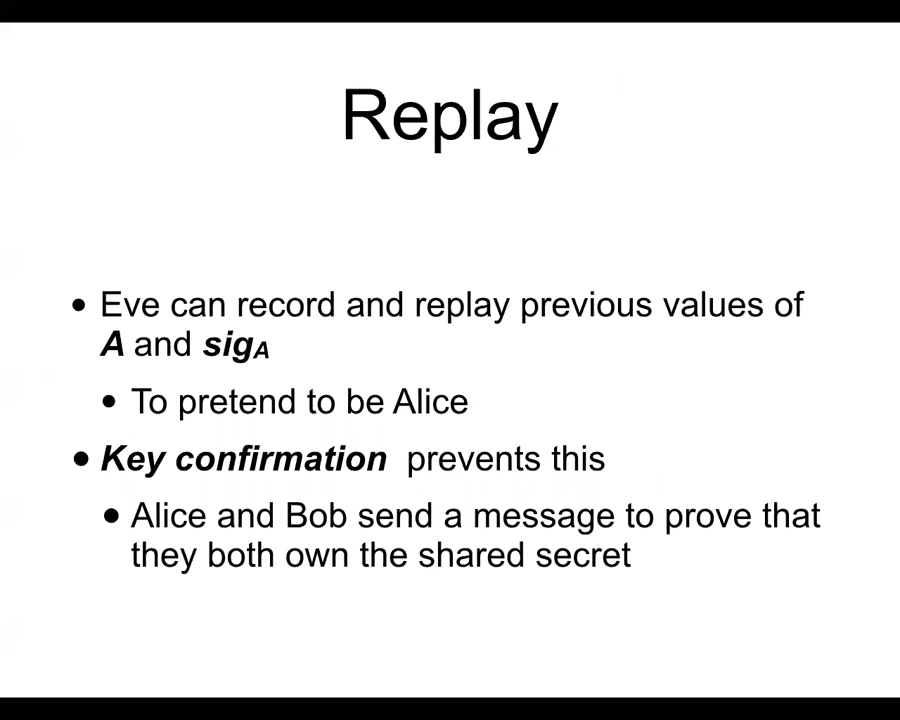 Replay
• Eve can record and replay previous values of
A and sigA
• To pretend to be Alice
• Key confirmation prevents this
• Alice and Bob send a message to prove that
they both own the shared secret